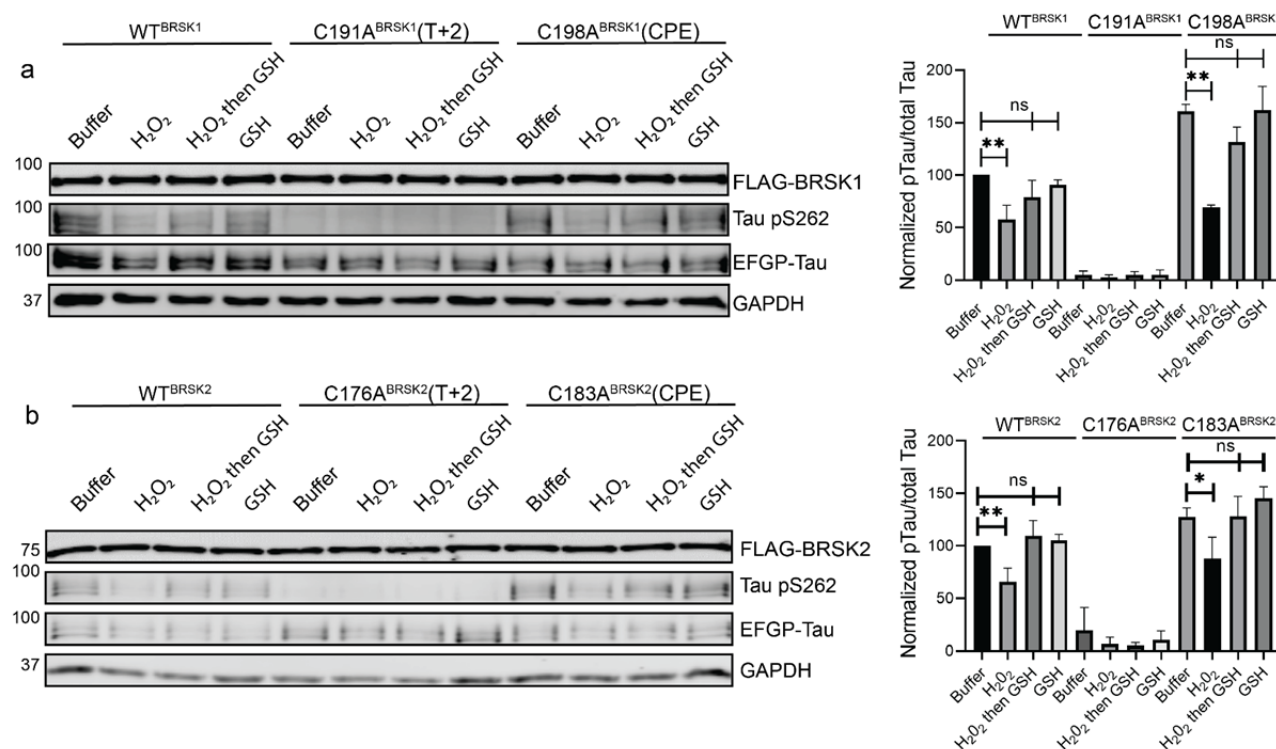 a
WT^BRSK1 C191A^BRSK1(T+2) C198A^BRSK1(CPE)
Buffer H₂O₂ H₂O₂ then GSH GSH Buffer H₂O₂ H₂O₂ then GSH GSH Buffer H₂O₂ H₂O₂ then GSH GSH
100 FLAG-BRSK1
100 Tau pS262
100 EFGP-Tau
37 GAPDH
WT^BRSK1 C191A^BRSK1 C198A^BRSK
ns ns
** **
Normalized pTau/total Tau
200
150
100
50
0
Buffer H₂O₂ H₂O₂ then GSH GSH Buffer H₂O₂ H₂O₂ then GSH GSH Buffer H₂O₂ H₂O₂ then GSH GSH
b
WT^BRSK2 C176A^BRSK2(T+2) C183A^BRSK2(CPE)
Buffer H₂O₂ H₂O₂ then GSH GSH Buffer H₂O₂ H₂O₂ then GSH GSH Buffer H₂O₂ H₂O₂ then GSH GSH
75 FLAG-BRSK2
100 Tau pS262
100 EFGP-Tau
37 GAPDH
WT^BRSK2 C176A^BRSK2 C183A^BRSK2
ns ns
** *
Normalized pTau/total Tau
200
150
100
50
0
Buffer H₂O₂ H₂O₂ then GSH GSH Buffer H₂O₂ H₂O₂ then GSH GSH Buffer H₂O₂ H₂O₂ then GSH GSH